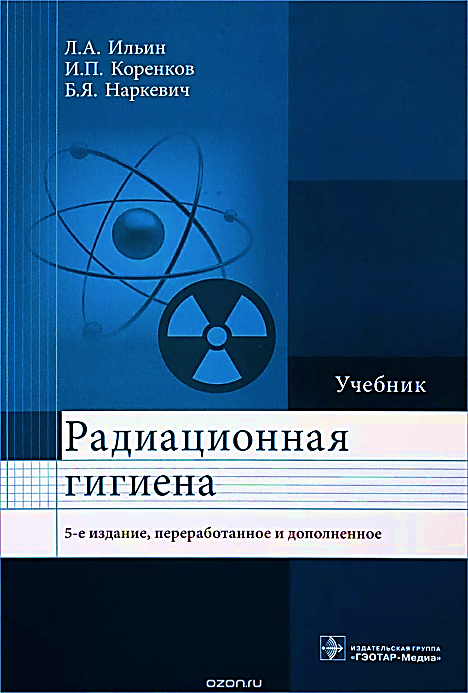 Л.А. Ильин
И.П. Коренков
Б.Я. Наркевич
Учебник
Радиационная
гигиена
5-е издание, переработанное и дополненное
ИЗДАТЕЛЬСКАЯ ГРУППА
«ГЭОТАР-Медиа»
ozon.ru